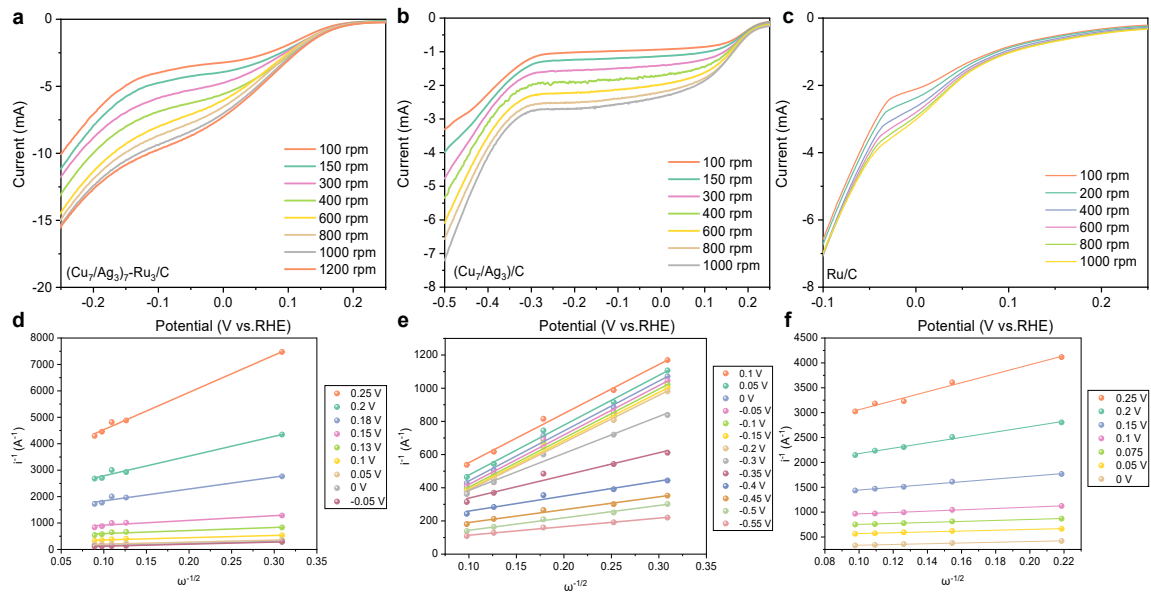 a
0
-5
-10
-15
-20
Current (mA)
100 rpm
150 rpm
300 rpm
400 rpm
600 rpm
800 rpm
1000 rpm
1200 rpm
(Cu7/Ag3)7-Ru3/C
-0.2
-0.1
0.0
0.1
0.2
Potential (V vs.RHE)
b
0
-1
-2
-3
-4
-5
-6
-7
-8
Current (mA)
100 rpm
150 rpm
300 rpm
400 rpm
600 rpm
800 rpm
1000 rpm
(Cu7/Ag3)/C
-0.5
-0.4
-0.3
-0.2
-0.1
0.0
0.1
0.2
Potential (V vs.RHE)
c
0
-2
-4
-6
-8
Current (mA)
100 rpm
200 rpm
400 rpm
600 rpm
800 rpm
1000 rpm
Ru/C
-0.1
0.0
0.1
0.2
Potential (V vs.RHE)
d
8000
7000
6000
5000
4000
3000
2000
1000
0
i-1 (A-1)
0.05
0.10
0.15
0.20
0.25
0.30
0.35
ω-1/2
0.25 V
0.2 V
0.18 V
0.15 V
0.13 V
0.1 V
0.05 V
0 V
-0.05 V
e
1200
1000
800
600
400
200
0
i-1 (A-1)
0.10
0.15
0.20
0.25
0.30
0.35
ω-1/2
0.1 V
0.05 V
0 V
-0.05 V
-0.1 V
-0.15 V
-0.2 V
-0.3 V
-0.35 V
-0.4 V
-0.45 V
-0.5 V
-0.55 V
f
4500
4000
3500
3000
2500
2000
1500
1000
500
i-1 (A-1)
0.08
0.10
0.12
0.14
0.16
0.18
0.20
0.22
ω-1/2
0.25 V
0.2 V
0.15 V
0.1 V
0.075
0.05 V
0 V